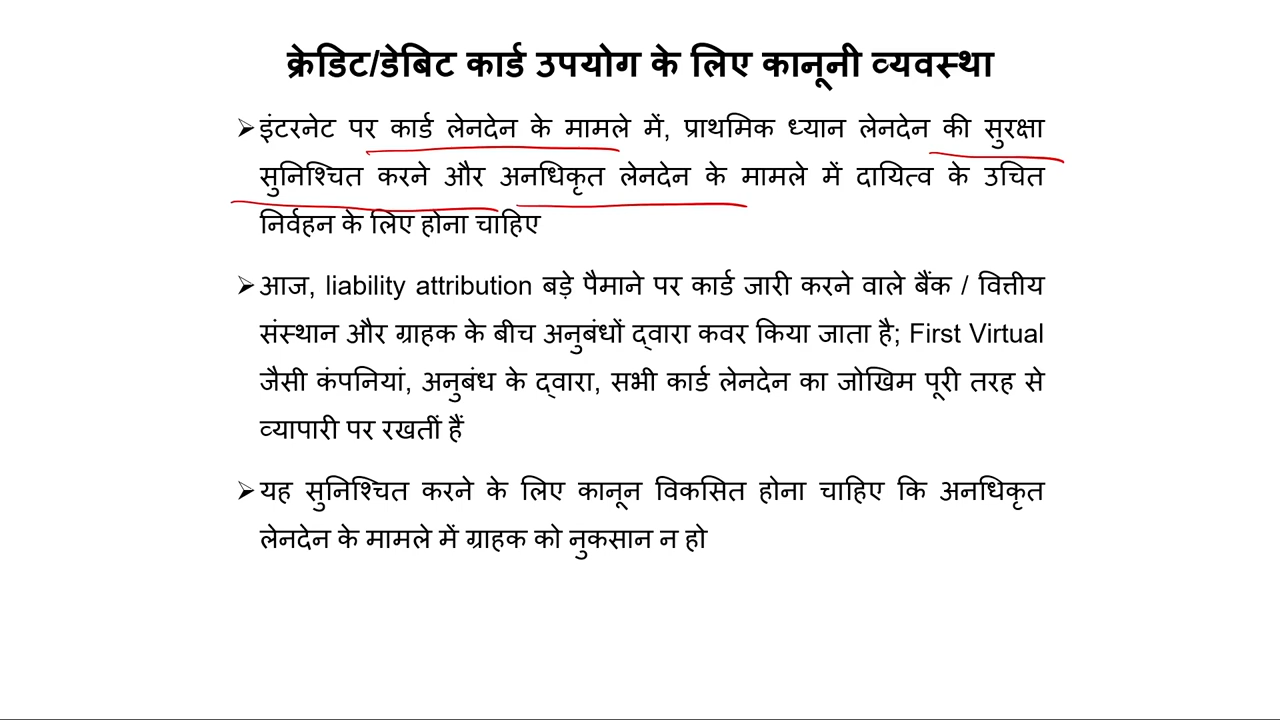 क्रेडिट/डेबिट कार्ड उपयोग के लिए कानूनी व्यवस्था
➢इंटरनेट पर कार्ड लेनदेन के मामले में, प्राथमिक ध्यान लेनदेन की सुरक्षा
सुनिश्चित करने और अनधिकृत लेनदेन के मामले में दायित्व के उचित
निर्वहन के लिए होना चाहिए
➢आज, liability attribution बड़े पैमाने पर कार्ड जारी करने वाले बैंक / वित्तीय
संस्थान और ग्राहक के बीच अनुबंधों द्वारा कवर किया जाता है; First Virtual
जैसी कंपनियां, अनुबंध के द्वारा, सभी कार्ड लेनदेन का जोखिम पूरी तरह से
व्यापारी पर रखतीं हैं
➢यह सुनिश्चित करने के लिए कानून विकसित होना चाहिए कि अनधिकृत
लेनदेन के मामले में ग्राहक को नुकसान न हो